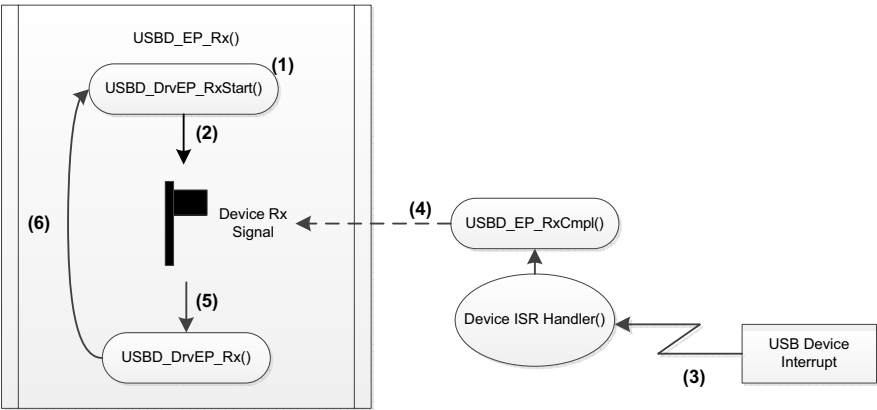 USBD_EP_Rx()
(1)
USBD_DrvEP_RxStart()
(2)
(6)
Device Rx
Signal
(4)
USBD_EP_RxCmpl()
(5)
Device ISR Handler()
USB Device
Interrupt
(3)
USBD_DrvEP_Rx()